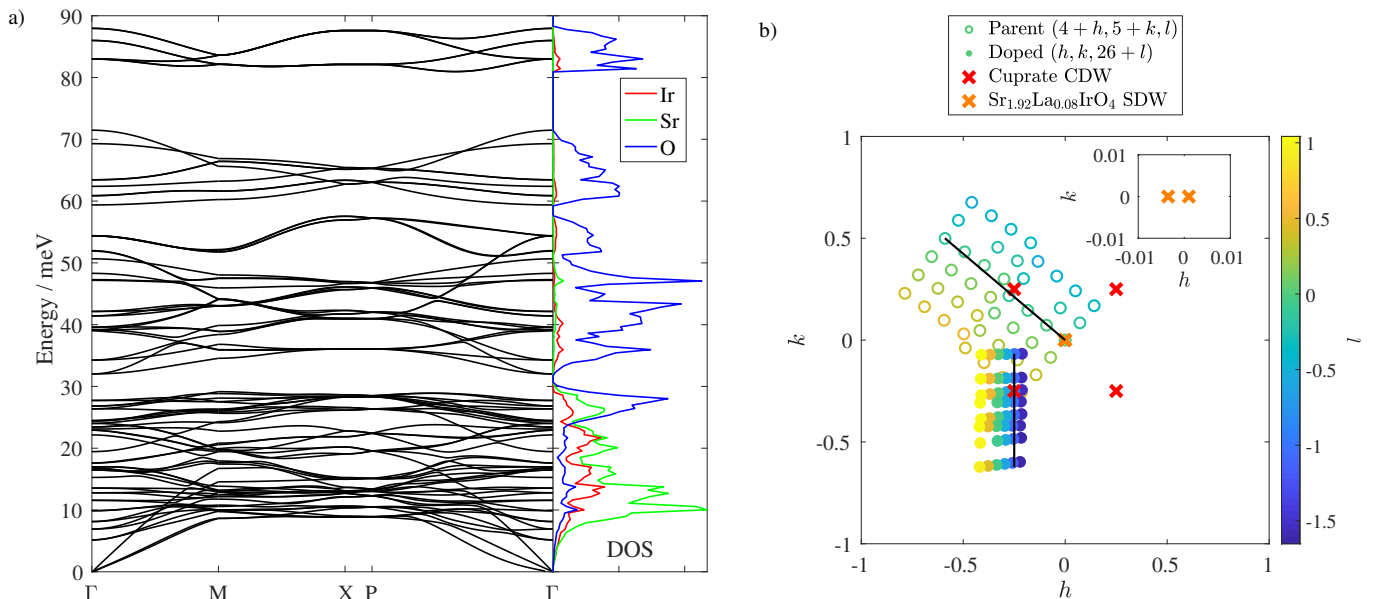 a)
90
80
70
60
50
40
30
20
10
0
Energy / meV
Γ M X P Γ
Ir
Sr
O
DOS
b)
Parent (4 + h, 5 + k, l)
Doped (h, k, 26 + l)
Cuprate CDW
Sr1.92La0.08IrO4 SDW
1
0.5
0
-0.5
-1
k
-1 -0.5 0 0.5 1
h
0.01
0
-0.01
k
-0.01 0 0.01
h
1
0.5
0
-0.5
-1
-1.5
l